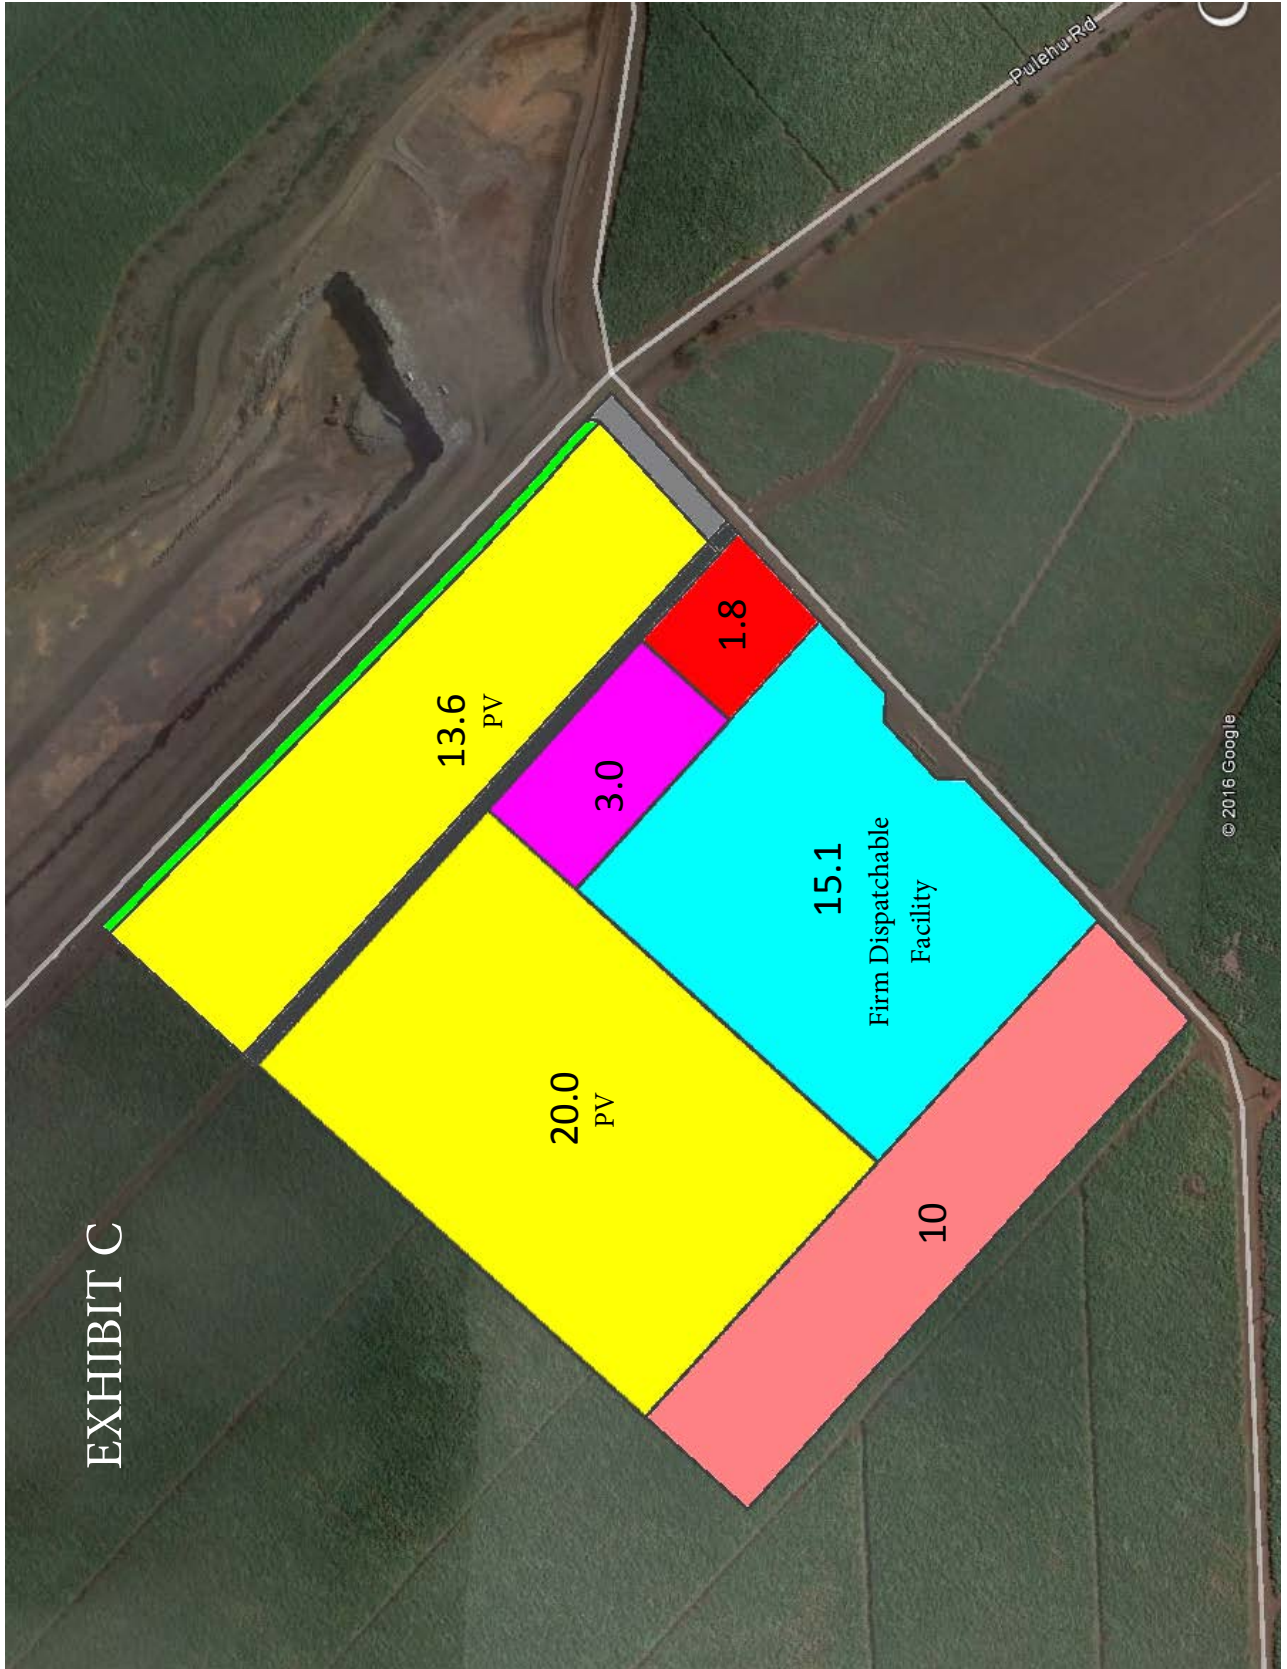 EXHIBIT C
13.6
PV
20.0
PV
3.0
1.8
15.1
Firm Dispatchable
Facility
10
Pulehu Rd
© 2016 Google